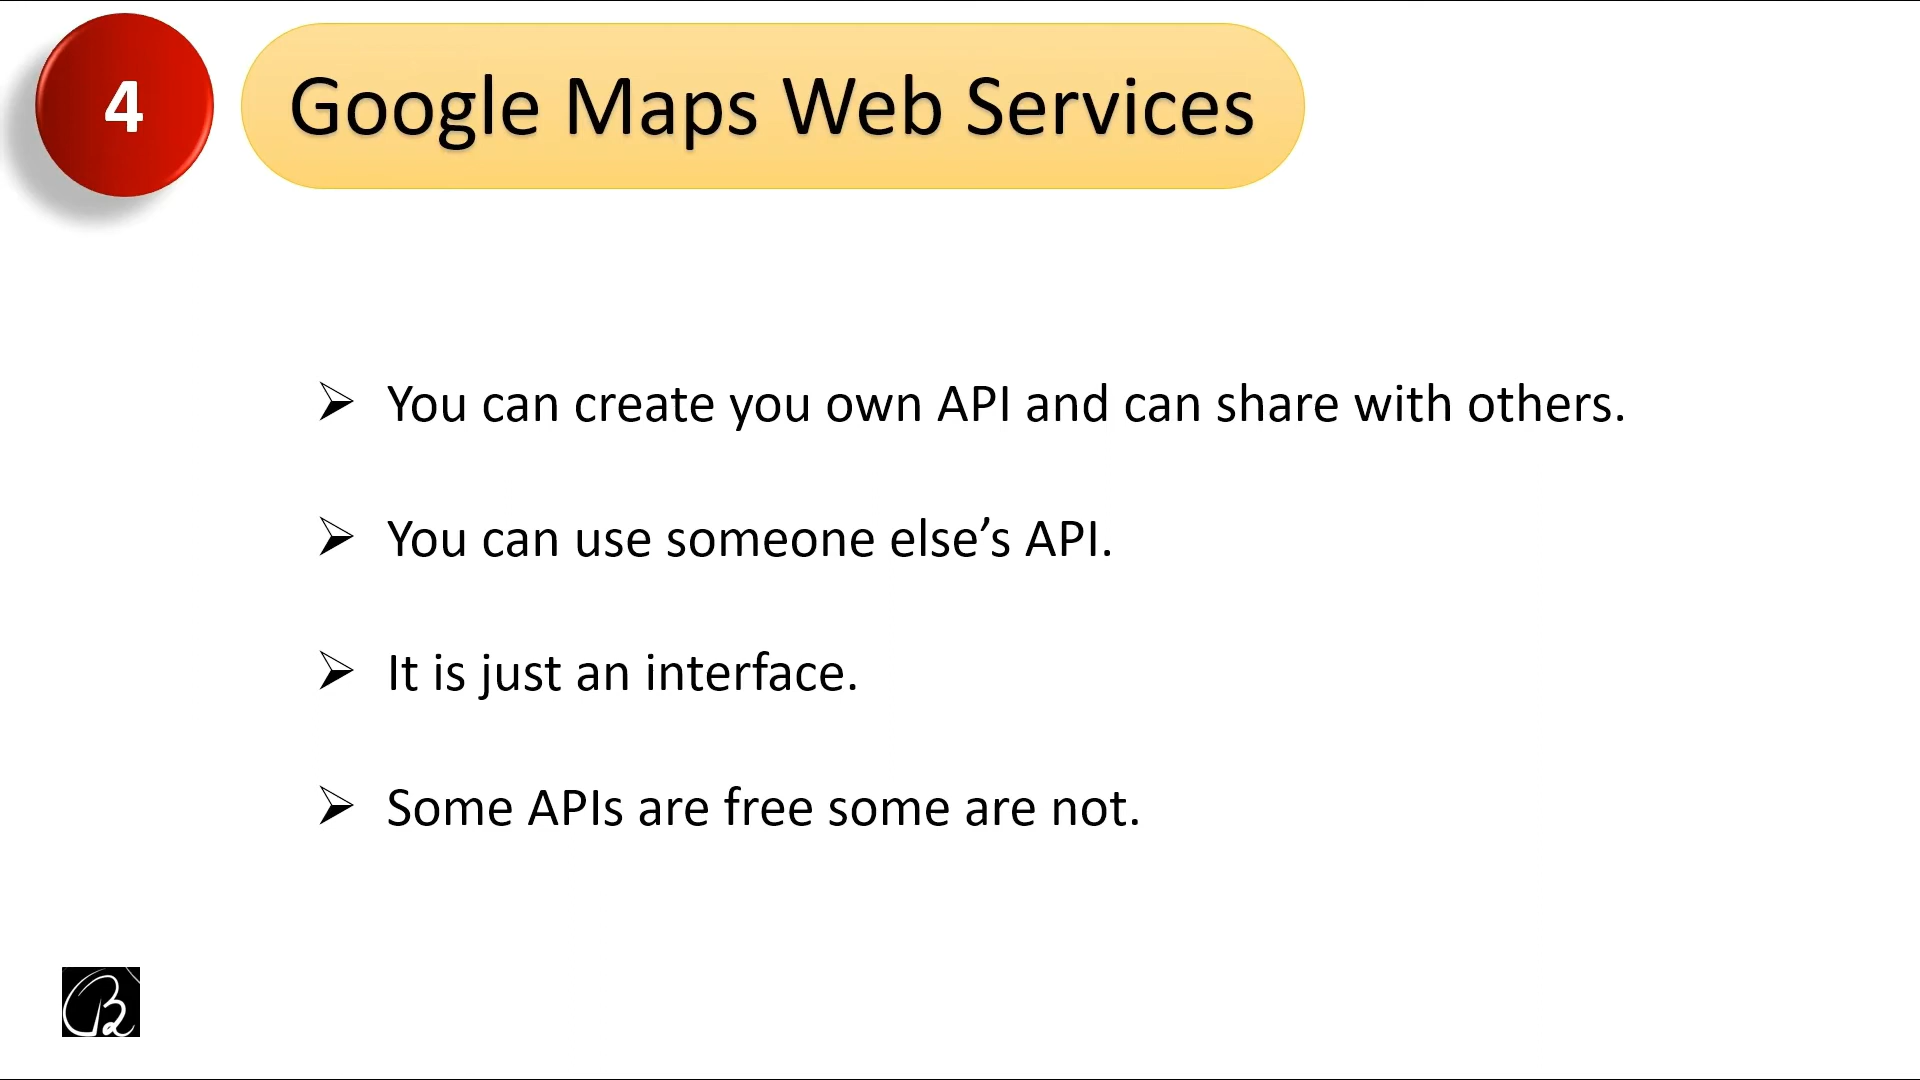 4
Google Maps Web Services
You can create you own API and can share with others.
You can use someone else’s API.
It is just an interface.
Some APIs are free some are not.